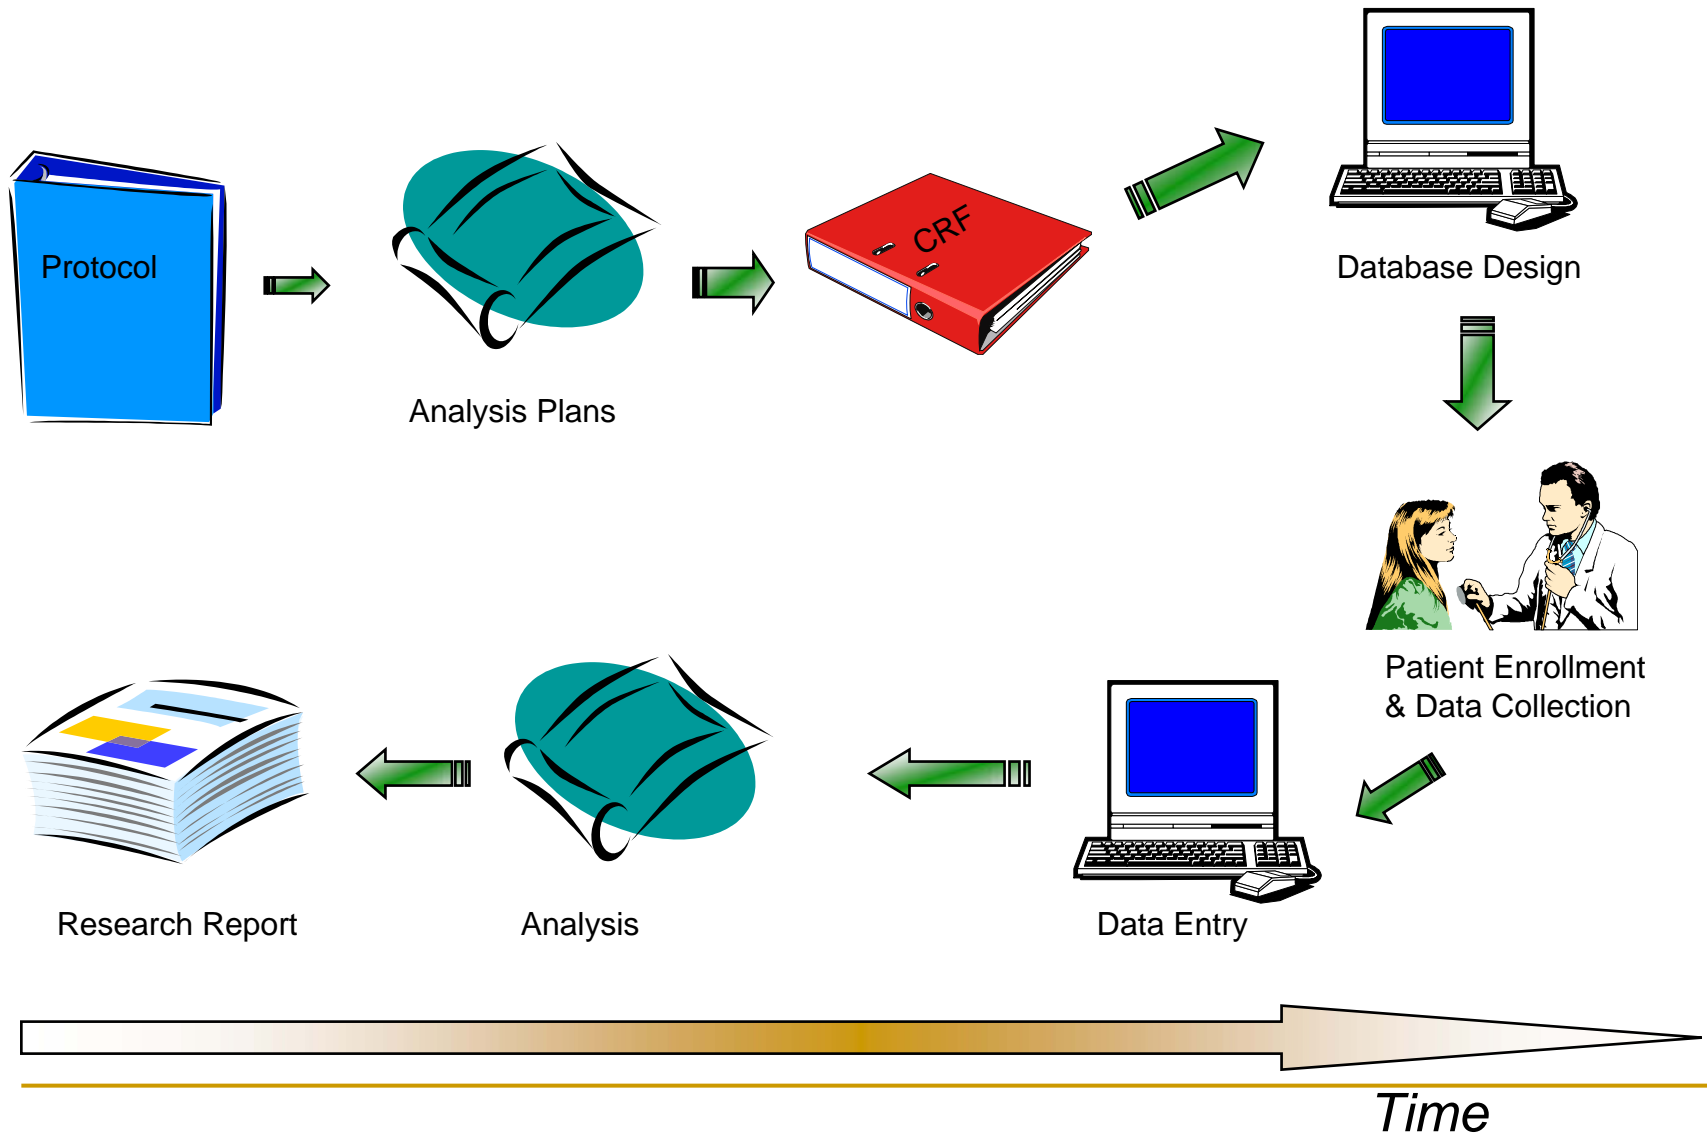 Protocol
Analysis Plans
CRF
Database Design
Patient Enrollment
& Data Collection
Data Entry
Analysis
Research Report
Time